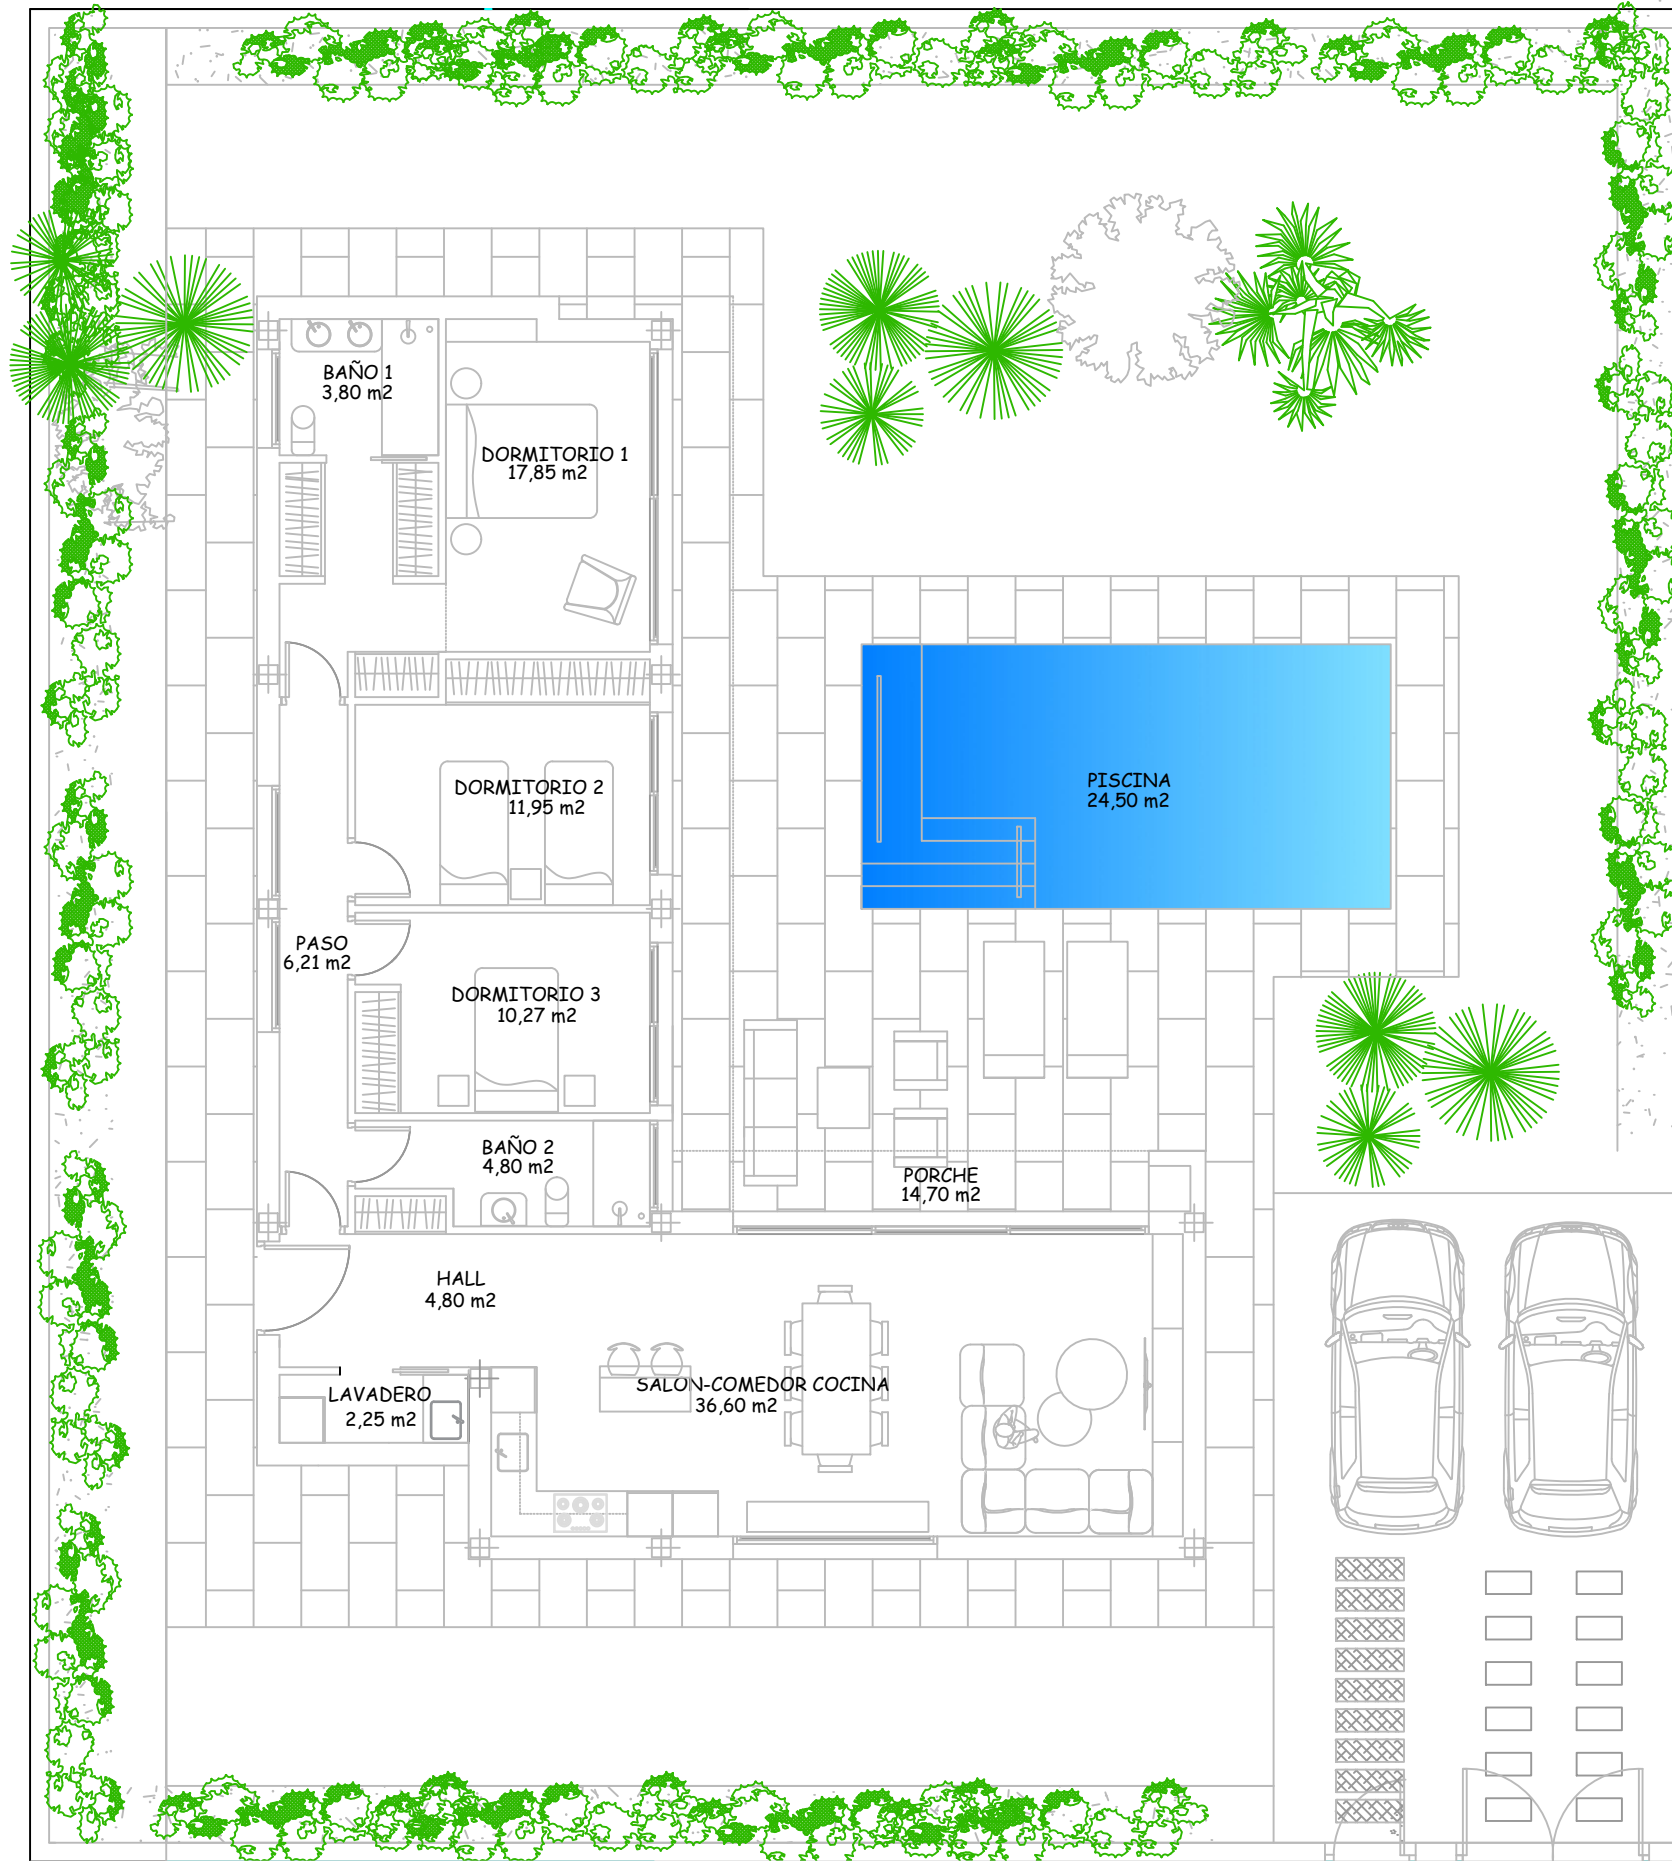 BAÑO 1
3,80 m2
DORMITORIO 1
17,85 m2
DORMITORIO 2
11,95 m2
PISCINA
24,50 m2
PASO
6,21 m2
DORMITORIO 3
10,27 m2
BAÑO 2
4,80 m2
PORCHE
14,70 m2
HALL
4,80 m2
LAVADERO
2,25 m2
SALON-COMEDOR COCINA
36,60 m2